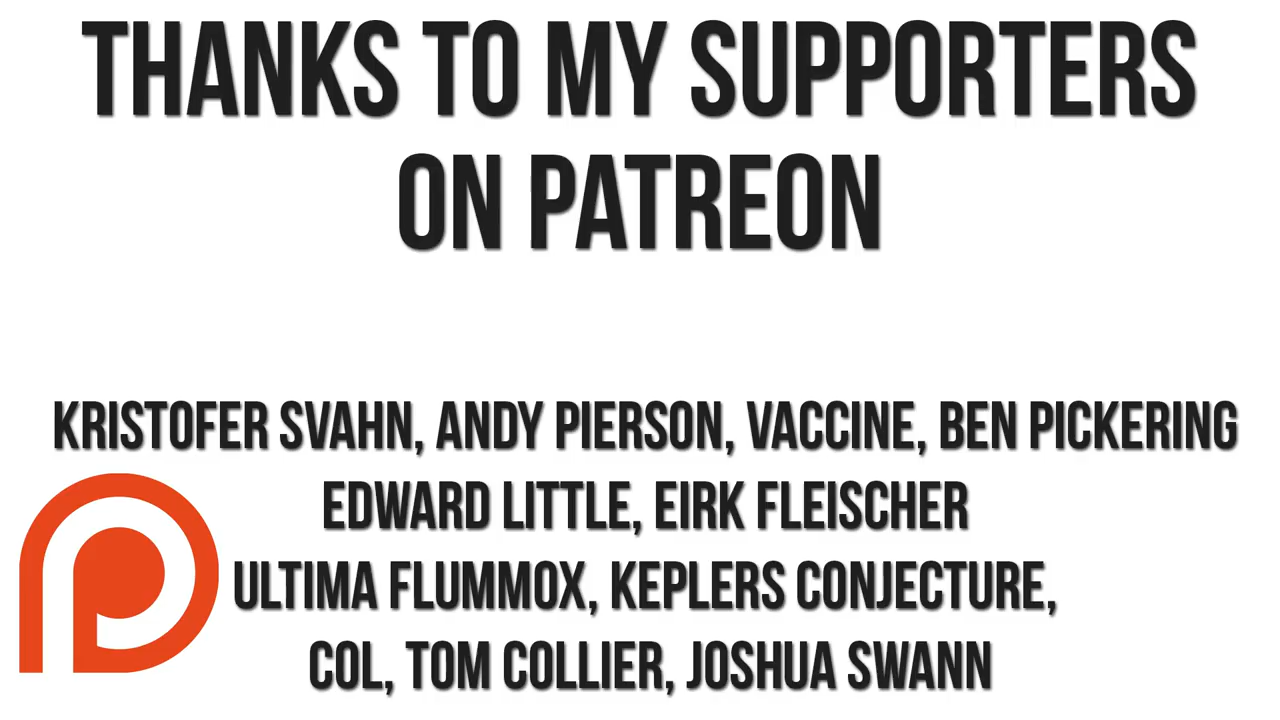 THANKS TO MY SUPPORTERS
ON PATREON
KRISTOFER SVAHN, ANDY PIERSON, VACCINE, BEN PICKERING
EDWARD LITTLE, EIRK FLEISCHER
ULTIMA FLUMMOX, KEPLERS CONJECTURE,
COL, TOM COLLIER, JOSHUA SWANN